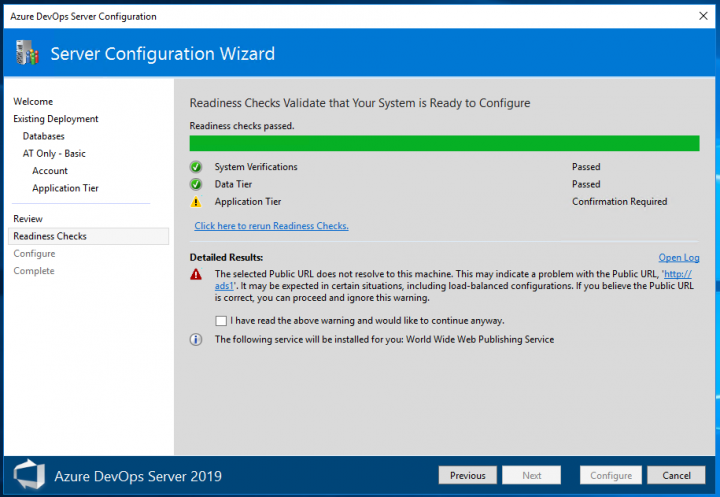 Azure DevOps Server Configuration
Server Configuration Wizard
Welcome
Existing Deployment
Databases
AT Only - Basic
Account
Application Tier
Review
Readiness Checks
Configure
Complete
Readiness Checks Validate that Your System is Ready to Configure
Readiness checks passed.
System Verifications Passed
Data Tier Passed
Application Tier Confirmation Required
Click here to rerun Readiness Checks.
Detailed Results: Open Log
The selected Public URL does not resolve to this machine. This may indicate a problem with the Public URL, 'http://
ads1'. It may be expected in certain situations, including load-balanced configurations. If you believe the Public URL
is correct, you can proceed and ignore this warning.
I have read the above warning and would like to continue anyway.
The following service will be installed for you: World Wide Web Publishing Service
Azure DevOps Server 2019
Previous Next Configure Cancel